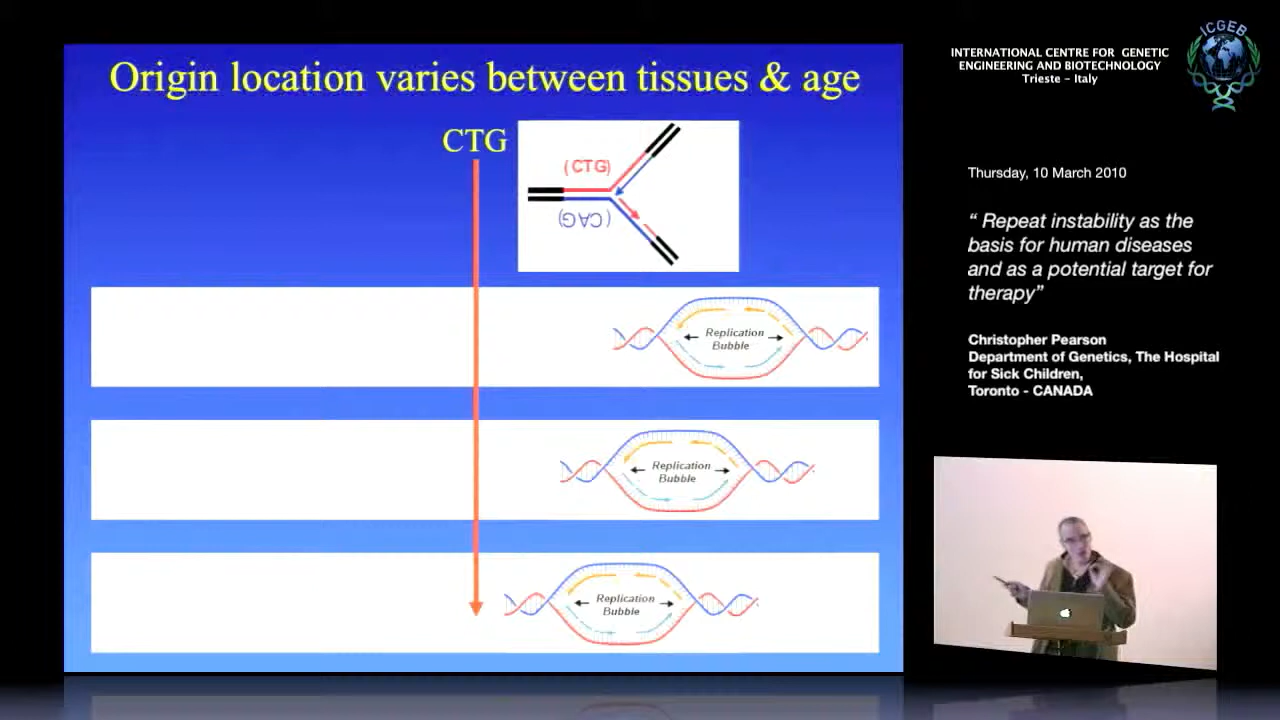 Origin location varies between tissues & age
CTG
(CTG)
(CAG)
Replication
Bubble
Replication
Bubble
Replication
Bubble
ICGEB
INTERNATIONAL CENTRE FOR GENETIC
ENGINEERING AND BIOTECHNOLOGY
Trieste - Italy
Thursday, 10 March 2010
“ Repeat instability as the
basis for human diseases
and as a potential target for
therapy”
Christopher Pearson
Department of Genetics, The Hospital
for Sick Children,
Toronto - CANADA